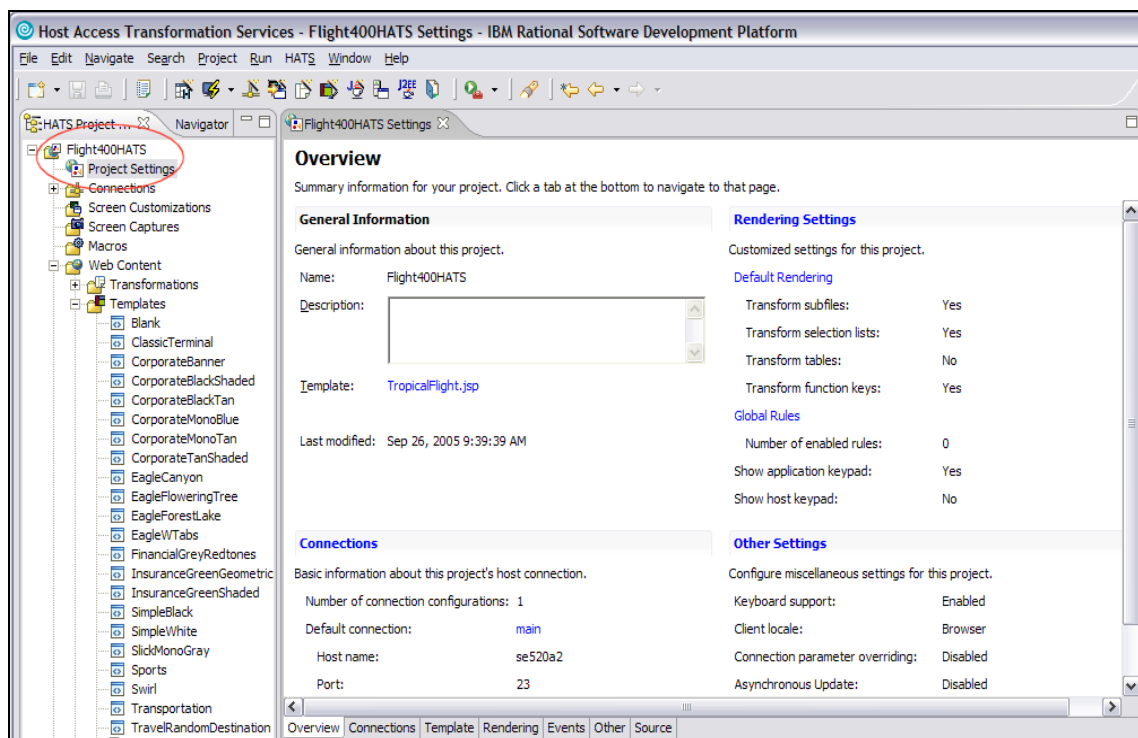 Host Access Transformation Services - Flight400HATS Settings - IBM Rational Software Development Platform
File Edit Navigate Search Project Run HATS Window Help
HATS Project ... Navigator
Flight400HATS
Project Settings
Connections
Screen Customizations
Screen Captures
Macros
Web Content
Transformations
Templates
Blank
ClassicTerminal
CorporateBanner
CorporateBlackShaded
CorporateBlackTan
CorporateMonoBlue
CorporateMonoTan
CorporateTanShaded
EagleCanyon
EagleFloweringTree
EagleForestLake
EagleWTabs
FinancialGreyRedtones
InsuranceGreenGeometric
InsuranceGreenShaded
SimpleBlack
SimpleWhite
SlickMonoGray
Sports
Swirl
Transportation
TravelRandomDestination
Flight400HATS Settings
Overview
Summary information for your project. Click a tab at the bottom to navigate to that page.
General Information
General information about this project.
Name: Flight400HATS
Description:
Template: TropicalFlight.jsp
Last modified: Sep 26, 2005 9:39:39 AM
Connections
Basic information about this project's host connection.
Number of connection configurations: 1
Default connection: main
Host name: se520a2
Port: 23
Rendering Settings
Customized settings for this project.
Default Rendering
Transform subfiles: Yes
Transform selection lists: Yes
Transform tables: No
Transform function keys: Yes
Global Rules
Number of enabled rules: 0
Show application keypad: Yes
Show host keypad: No
Other Settings
Configure miscellaneous settings for this project.
Keyboard support: Enabled
Client locale: Browser
Connection parameter overriding: Disabled
Asynchronous Update: Disabled
Overview Connections Template Rendering Events Other Source